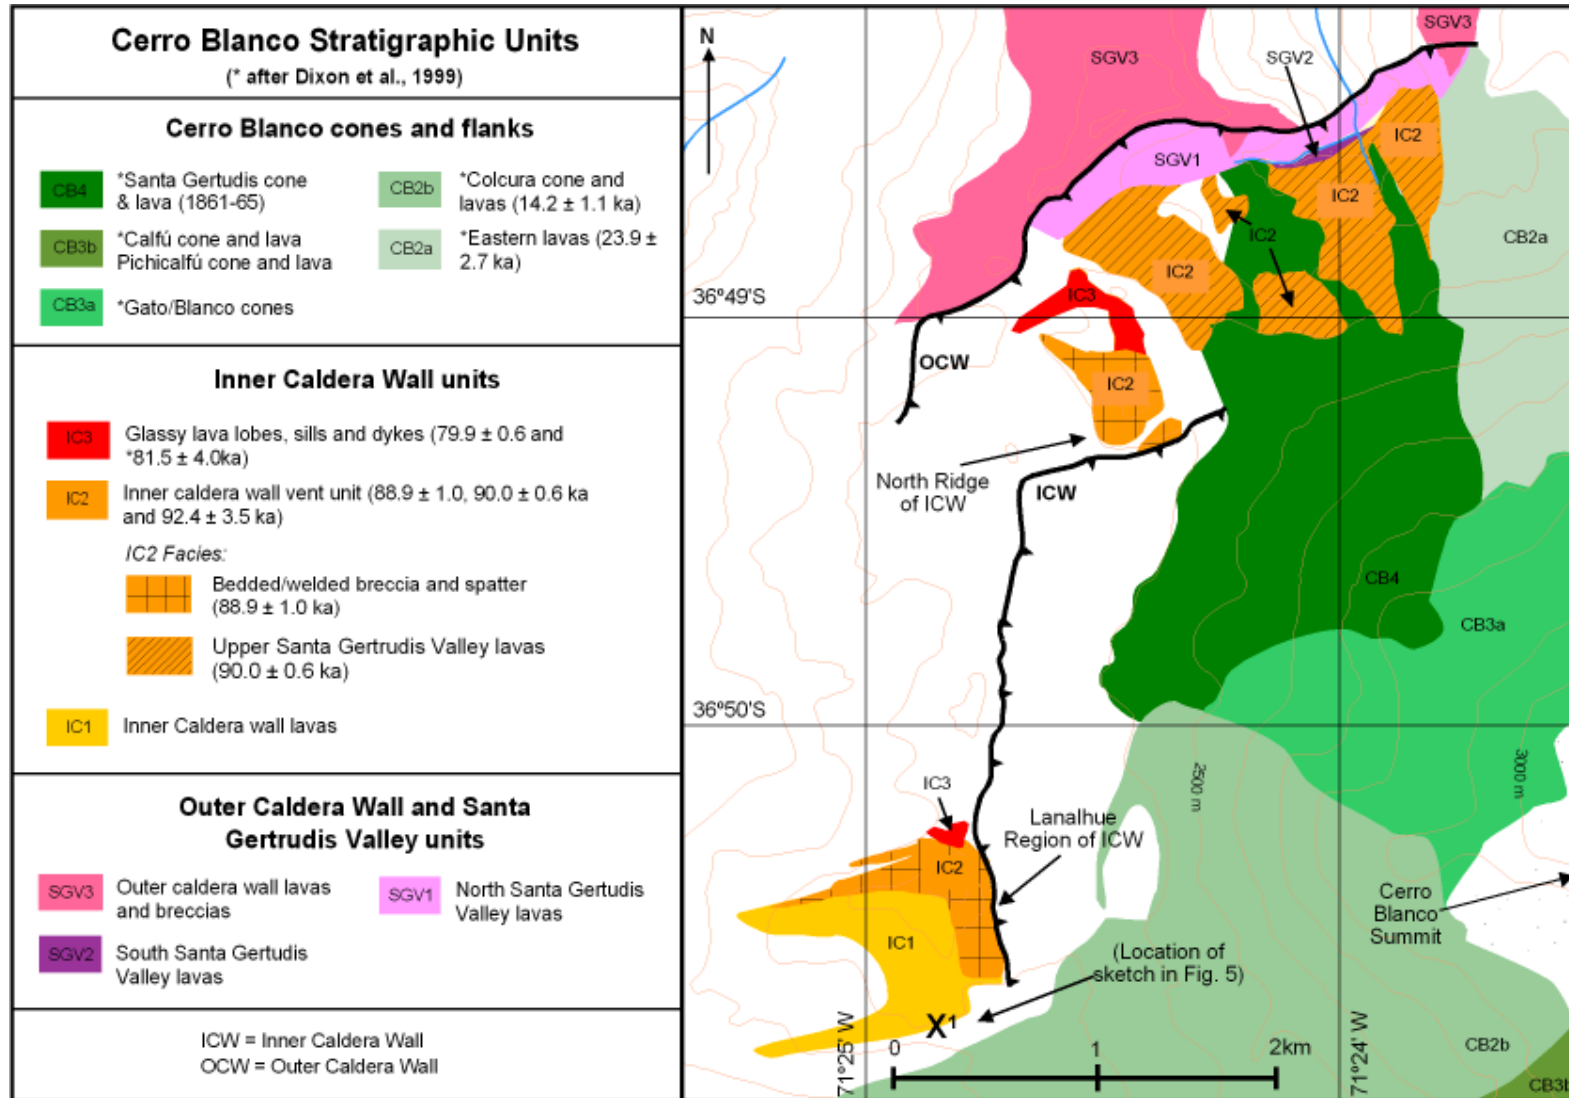 Cerro Blanco Stratigraphic Units
(* after Dixon et al., 1999)
Cerro Blanco cones and flanks
CB4
*Santa Gertudis cone
& lava (1861-65)
CB2b
*Colcura cone and
lavas (14.2 ± 1.1 ka)
CB3b
*Calfú cone and lava
Pichicalfú cone and lava
CB2a
*Eastern lavas (23.9 ±
2.7 ka)
CB3a
*Gato/Blanco cones
Inner Caldera Wall units
IC3
Glassy lava lobes, sills and dykes (79.9 ± 0.6 and
*81.5 ± 4.0ka)
IC2
Inner caldera wall vent unit (88.9 ± 1.0, 90.0 ± 0.6 ka
and 92.4 ± 3.5 ka)
IC2 Facies:
Bedded/welded breccia and spatter
(88.9 ± 1.0 ka)
Upper Santa Gertrudis Valley lavas
(90.0 ± 0.6 ka)
IC1
Inner Caldera wall lavas
Outer Caldera Wall and Santa
Gertrudis Valley units
SGV3
Outer caldera wall lavas
and breccias
SGV1
North Santa Gertudis
Valley lavas
SGV2
South Santa Gertudis
Valley lavas
ICW = Inner Caldera Wall
OCW = Outer Caldera Wall
N
SGV3
SGV3
SGV2
SGV1
IC2
IC2
IC2
IC2
CB2a
36º49'S
IC3
OCW
IC2
North Ridge
of ICW
ICW
CB4
CB3a
36º50'S
2500 m
3000 m
IC3
Lanalhue
Region of ICW
IC2
Cerro
Blanco
Summit
IC1
(Location of
sketch in Fig. 5)
X¹
71º25' W
0
1
2km
71º24' W
CB2b
CB3b